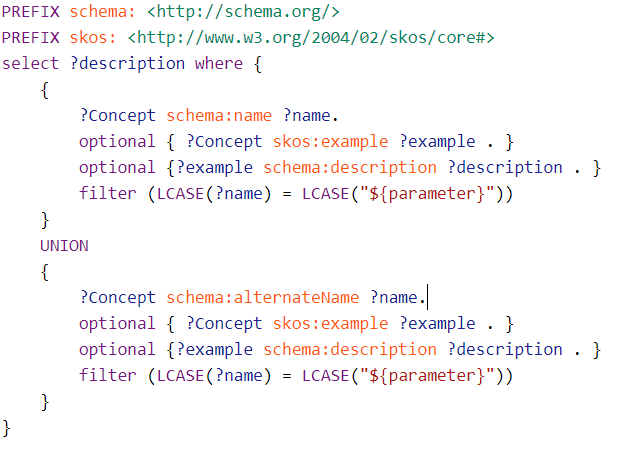 PREFIX schema: <http://schema.org/>
PREFIX skos: <http://www.w3.org/2004/02/skos/core#>
select ?description where {
    {
        ?Concept schema:name ?name.
        optional { ?Concept skos:example ?example . }
        optional {?example schema:description ?description . }
        filter (LCASE(?name) = LCASE("${parameter}"))
    }
    UNION
    {
        ?Concept schema:alternateName ?name.
        optional { ?Concept skos:example ?example . }
        optional {?example schema:description ?description . }
        filter (LCASE(?name) = LCASE("${parameter}"))
    }
}